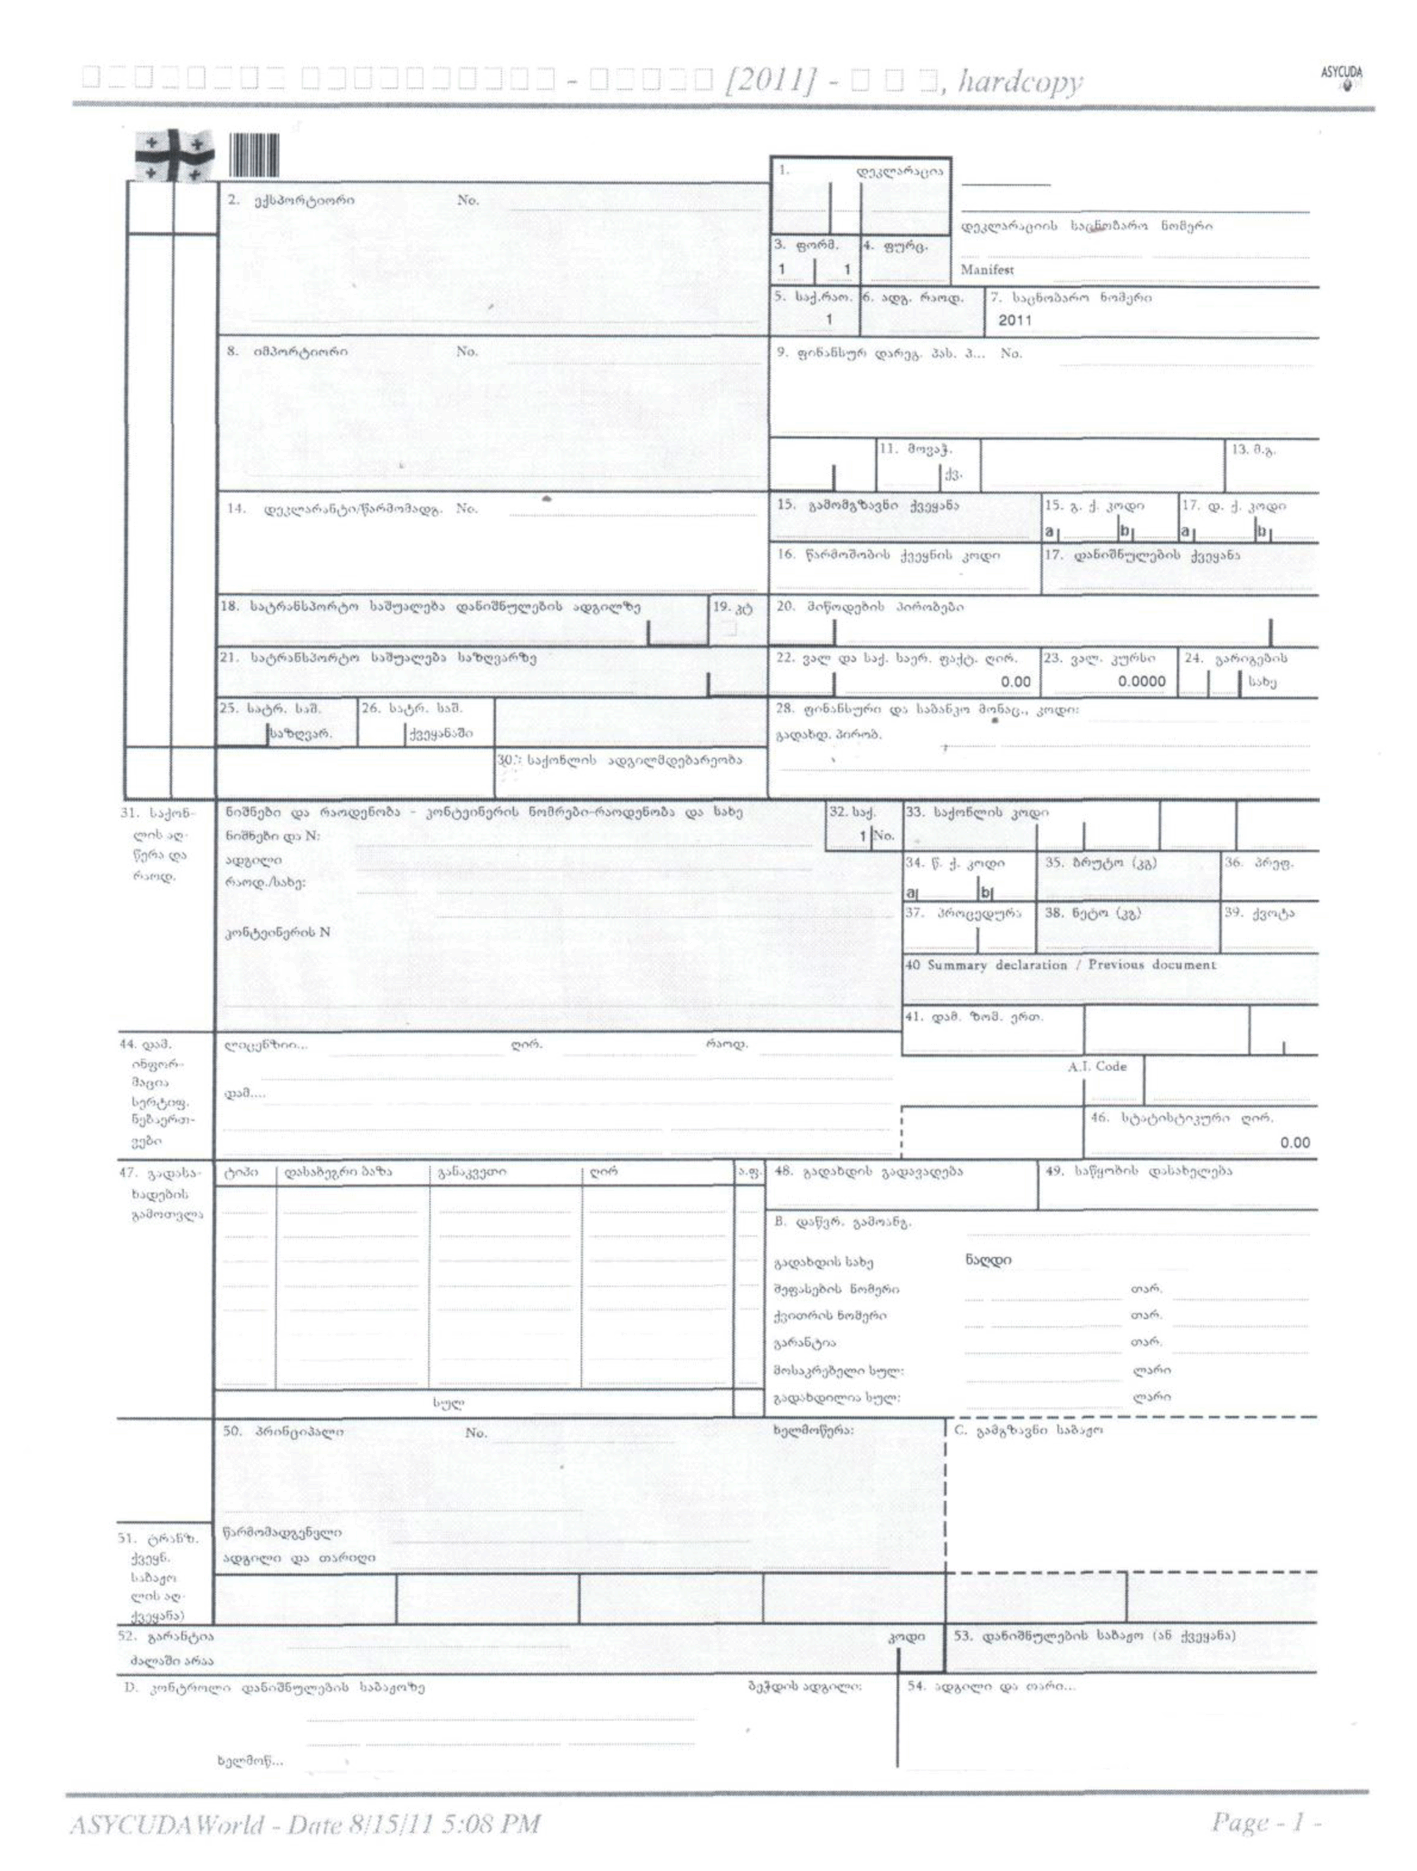 [2011] - , hardcopy
ASYCUDA
1. დეკლარაცია
2. ექსპორტიორი No.
დეკლარაციის საცნობარო ნომერი
3. ფორმ. 4. ფურც.
1 1
Manifest
5. საქ.რაო. 6. ადგ. რაოდ. 7. საცნობარო ნომერი
1 2011
8. იმპორტიორი No.
9. ფინანსურ დარეგ. პას. პ... No.
11. მოვაჭ. 13. მ.გ.
ქვ.
14. დეკლარანტი/წარმომადგ. No.
15. გამომგზავნი ქვეყანა 15. გ. ქ. კოდი 17. დ. ქ. კოდი
a b a b
16. წარმოშობის ქვეყნის კოდი 17. დანიშნულების ქვეყანა
18. სატრანსპორტო საშუალება დანიშნულების ადგილზე 19. კტ 20. მიწოდების პირობები
21. სატრანსპორტო საშუალება საზღვარზე
22. ვალ და საქ. საერ. ფაქტ. ღირ. 23. ვალ. კურსი 24. გარიგების
0.00 0.0000 სახე
25. სატრ. საშ. 26. სატრ. საშ.
საზღვარ. ქვეყანაში
28. ფინანსური და საბანკო მონაც., კოდი:
გადახდ. პირობ.
30. საქონლის ადგილმდებარეობა
31. საქონ-
ლის აღ-
წერა და
რაოდ.
ნიშნები და რაოდენობა - კონტეინერის ნომრები-რაოდენობა და სახე
ნიშნები და N:
ადგილი
რაოდ./სახე:
კონტეინერის N
32. საქ. 33. საქონლის კოდი
1 No.
34. წ. ქ. კოდი 35. ბრუტო (კგ) 36. პრეფ.
a b
37. პროცედურა 38. ნეტო (კგ) 39. ქვოტა
40 Summary declaration / Previous document
41. დამ. ზომ. ერთ.
44. დამ.
ინფორ-
მაცია
სერტიფ.
ნებაერთ-
ვები
ლიცენზიი... ღირ. რაოდ.
დამ....
A.I. Code
46. სტატისტიკური ღირ.
0.00
47. გადასა-
ხადების
გამოთვლა
ტიპი დასაბეგრი ბაზა განაკვეთი ღირ ა.ფ.
სულ
48. გადახდის გადავადება 49. საწყობის დასახელება
B. დაწვრ. გამოანგ.
გადახდის სახე ნაღდი
შეფასების ნომერი თარ.
ქვითრის ნომერი თარ.
გარანტია თარ.
მოსაკრებელი სულ: ლარი
გადახდილია სულ: ლარი
50. პრინციპალი No. ხელმოწერა: C. გამგზავნი საბაჟო
წარმომადგენელი
ადგილი და თარიღი
51. ტრანზ.
ქვეყნ.
საბაჟო
ლის აღ-
ქვეყანა)
52. გარანტია კოდი 53. დანიშნულების საბაჟო (ან ქვეყანა)
ძალაში არაა
D. კონტროლი დანიშნულების საბაჟოზე ბეჭდის ადგილი: 54. ადგილი და თარი...
ხელმოწ...
ASYCUDAWorld - Date 8/15/11 5:08 PM Page - 1 -